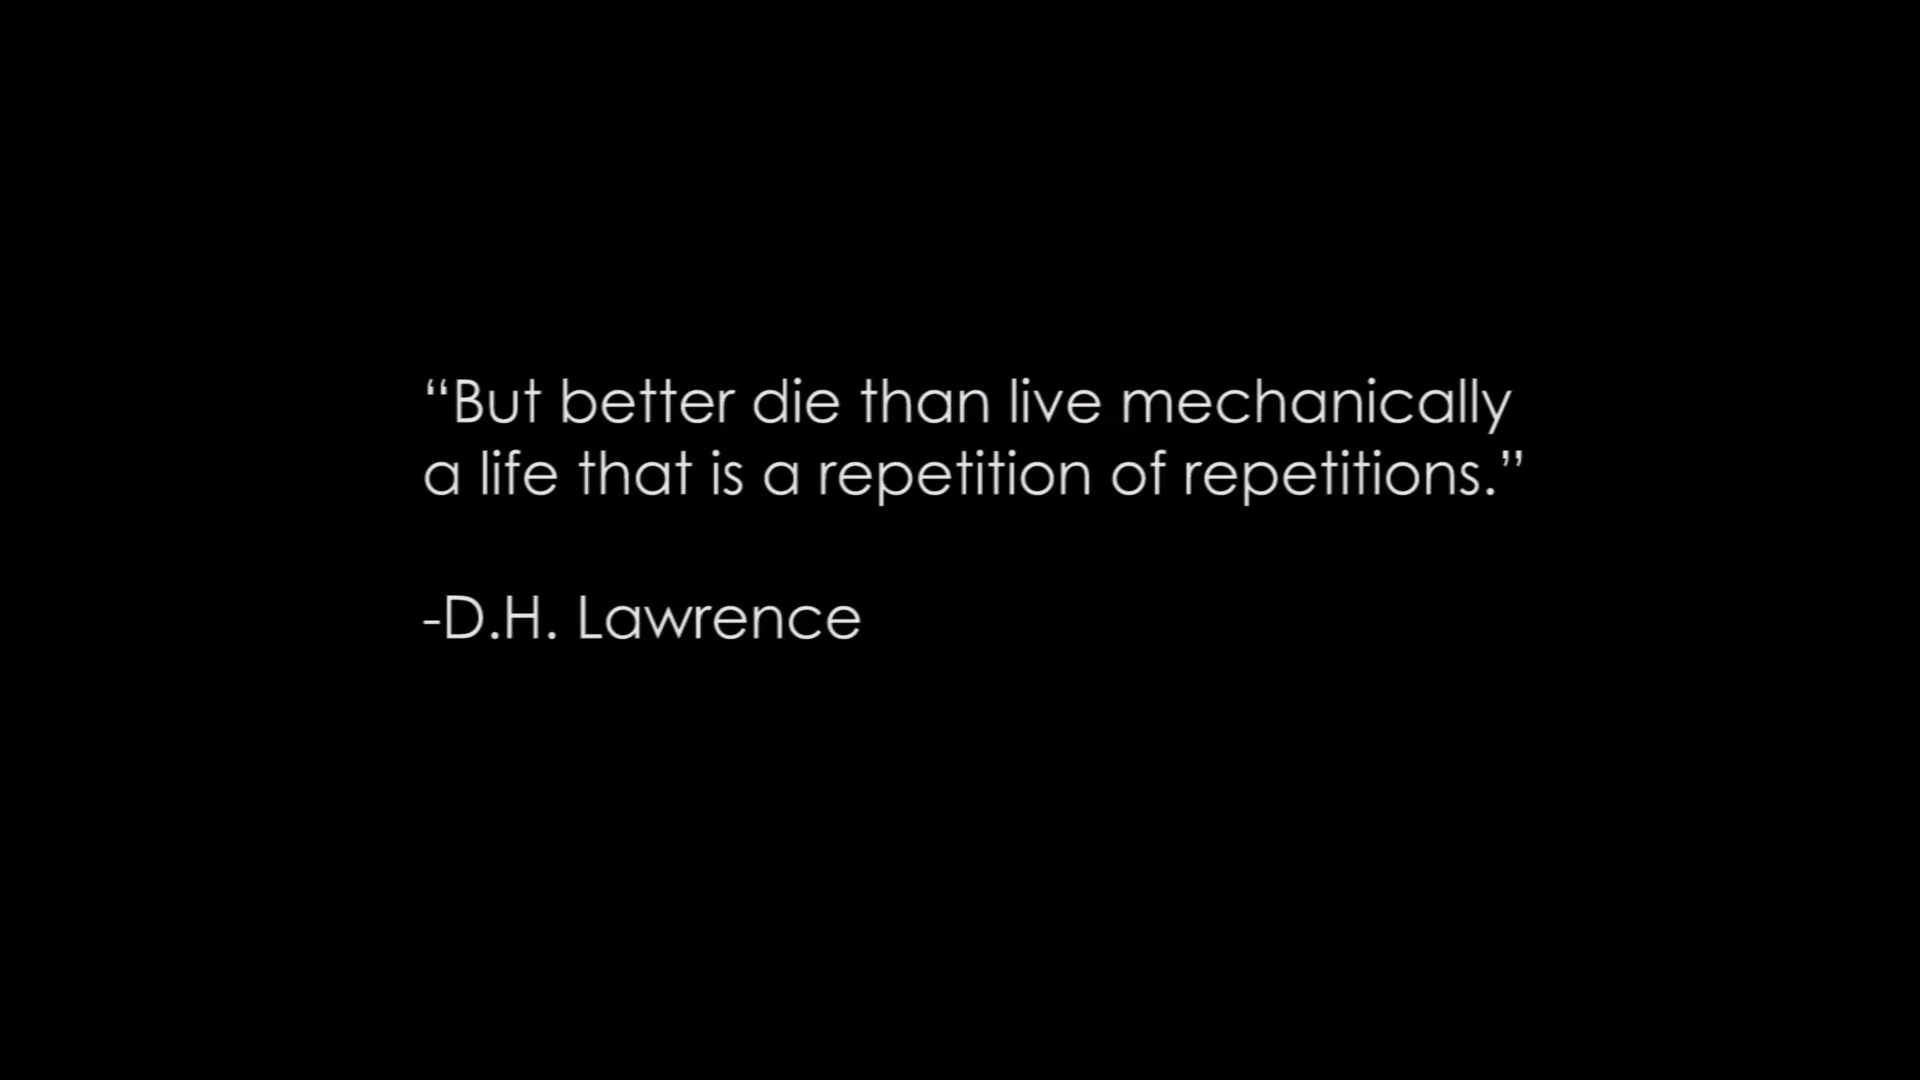 “But better die than live mechanically
a life that is a repetition of repetitions.”
-D.H. Lawrence